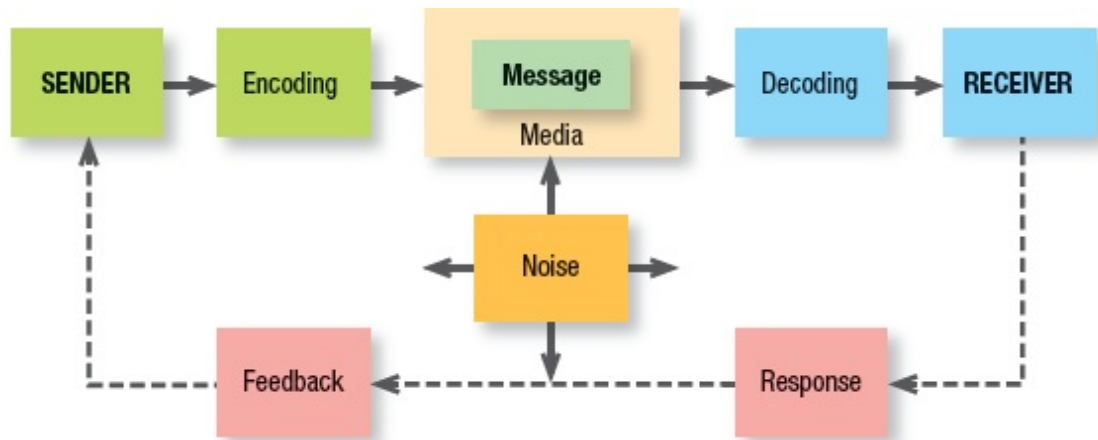 SENDER
Encoding
Message
Media
Decoding
RECEIVER
Noise
Feedback
Response